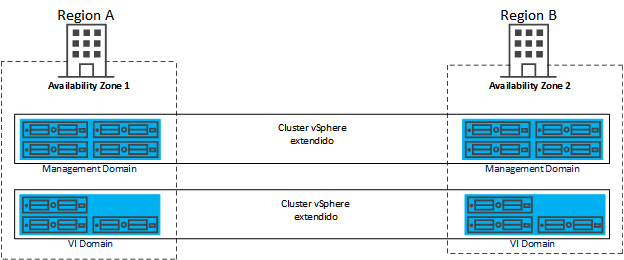 Region A
Region B
Availability Zone 1
Availability Zone 2
Cluster vSphere
extendido
Management Domain
Management Domain
Cluster vSphere
extendido
VI Domain
VI Domain